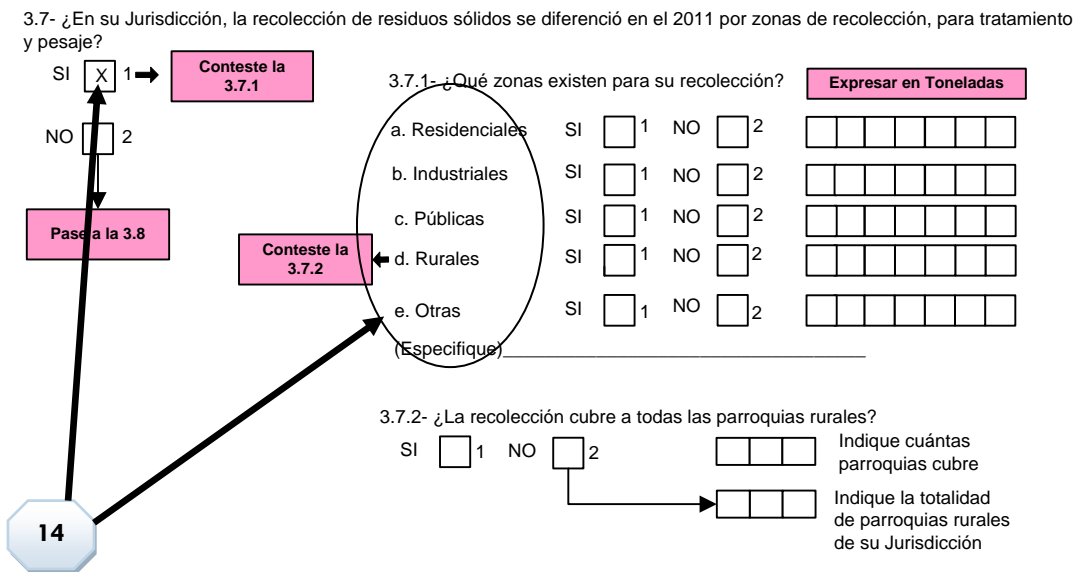 3.7- ¿En su Jurisdicción, la recolección de residuos sólidos se diferenció en el 2011 por zonas de recolección, para tratamiento
y pesaje?
SI X 1
Conteste la
3.7.1
NO 2
Pase a la 3.8
3.7.1- ¿Qué zonas existen para su recolección?
Expresar en Toneladas
a. Residenciales SI 1 NO 2
b. Industriales SI 1 NO 2
c. Públicas SI 1 NO 2
Conteste la
3.7.2
d. Rurales SI 1 NO 2
e. Otras SI 1 NO 2
(Especifique)
3.7.2- ¿La recolección cubre a todas las parroquias rurales?
SI 1 NO 2
Indique cuántas
parroquias cubre
Indique la totalidad
de parroquias rurales
de su Jurisdicción
14